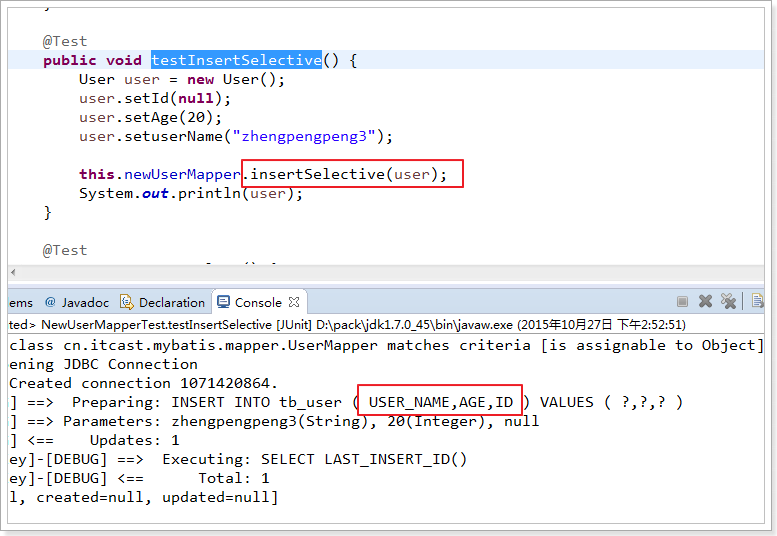 @Test
public void testInsertSelective() {
User user = new User();
user.setId(null);
user.setAge(20);
user.setuserName("zhengpengpeng3");
this.newUserMapper.insertSelective(user);
System.out.println(user);
}
@Test
ems @ Javadoc Declaration Console
ted> NewUserMapperTest.testInsertSelective [JUnit] D:\pack\jdk1.7.0_45\bin\javaw.exe (2015年10月27日 下午2:52:51)
class cn.itcast.mybatis.mapper.UserMapper matches criteria [is assignable to Object]
ening JDBC Connection
Created connection 1071420864.
] ==>  Preparing: INSERT INTO tb_user ( USER_NAME,AGE,ID ) VALUES ( ?,?,? )
] ==> Parameters: zhengpengpeng3(String), 20(Integer), null
] <==    Updates: 1
ey]-[DEBUG] ==>  Executing: SELECT LAST_INSERT_ID()
ey]-[DEBUG] <==      Total: 1
l, created=null, updated=null]